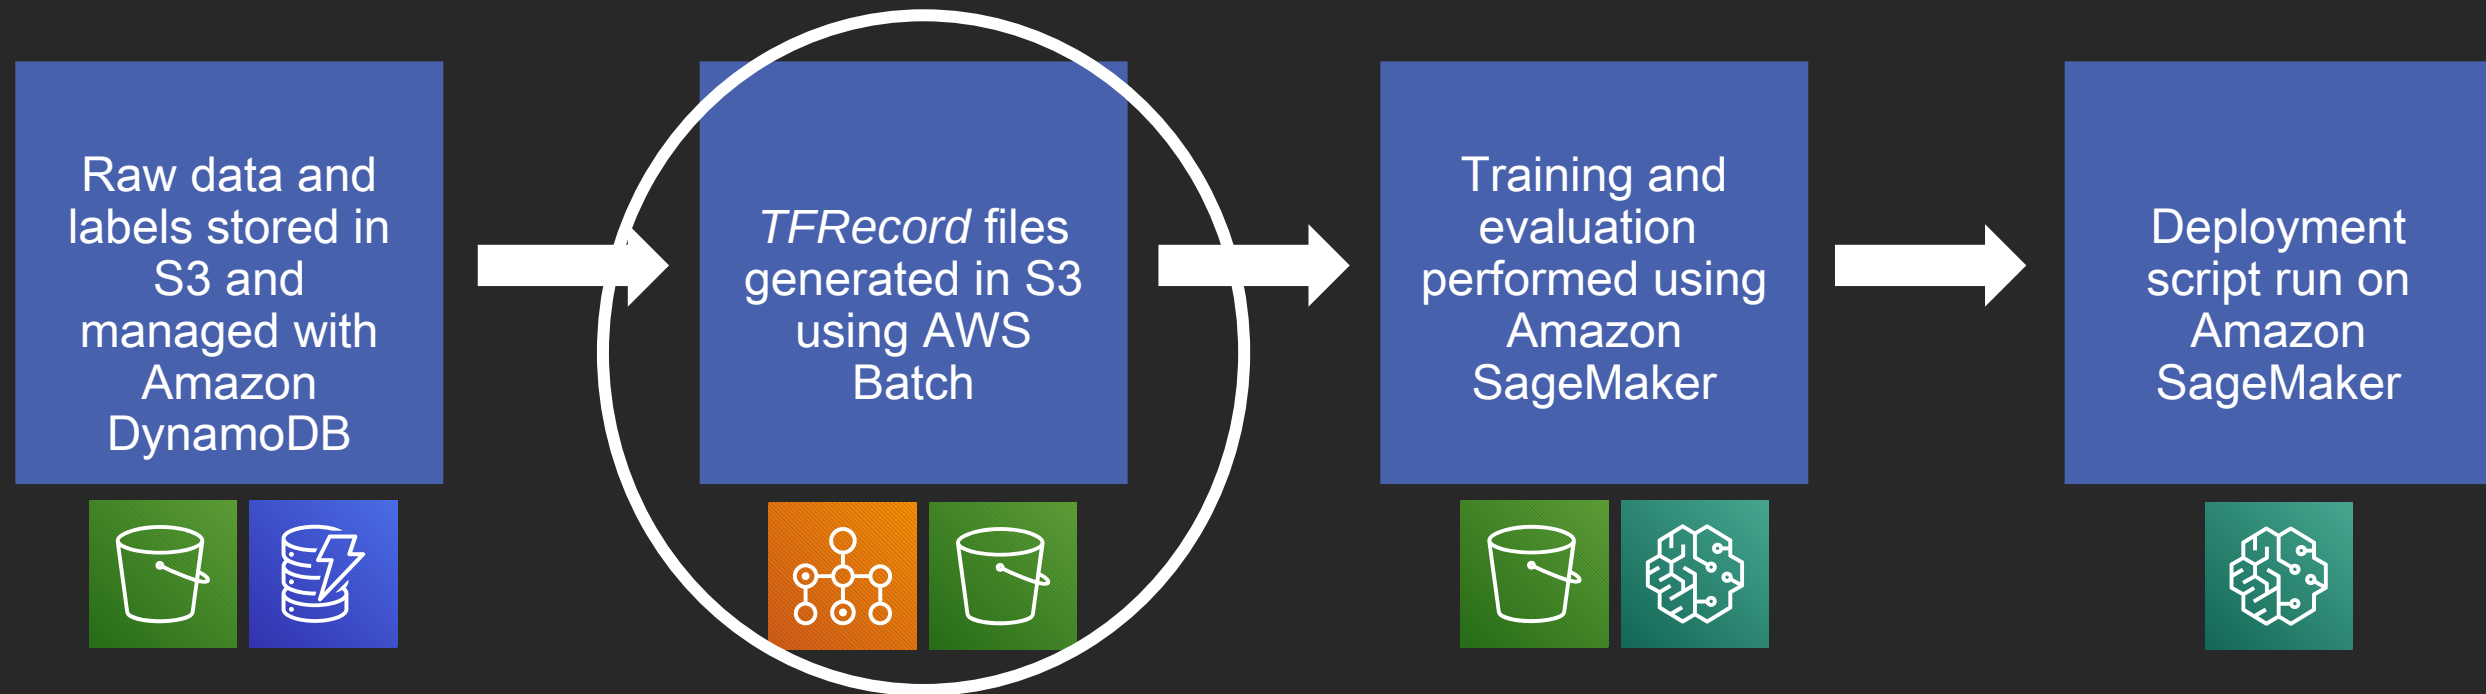 Raw data and
labels stored in
S3 and
managed with
Amazon
DynamoDB
TFRecord files
generated in S3
using AWS
Batch
Training and
evaluation
performed using
Amazon
SageMaker
Deployment
script run on
Amazon
SageMaker